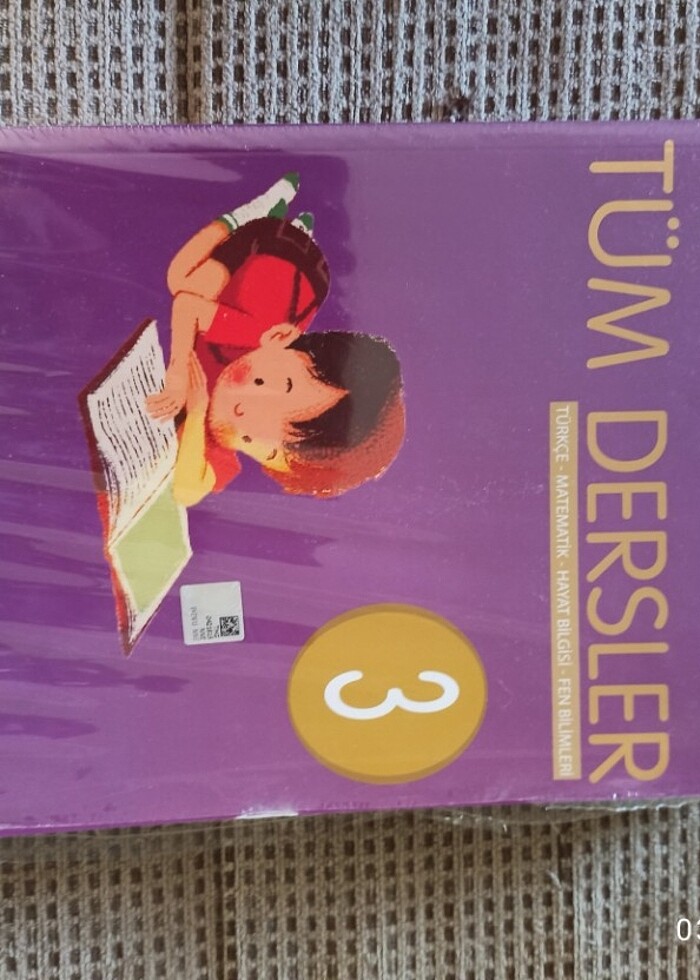 TÜM DERSLER
TÜRKÇE - MATEMATİK - HAYAT BİLGİSİ - FEN BİLİMLERİ
3